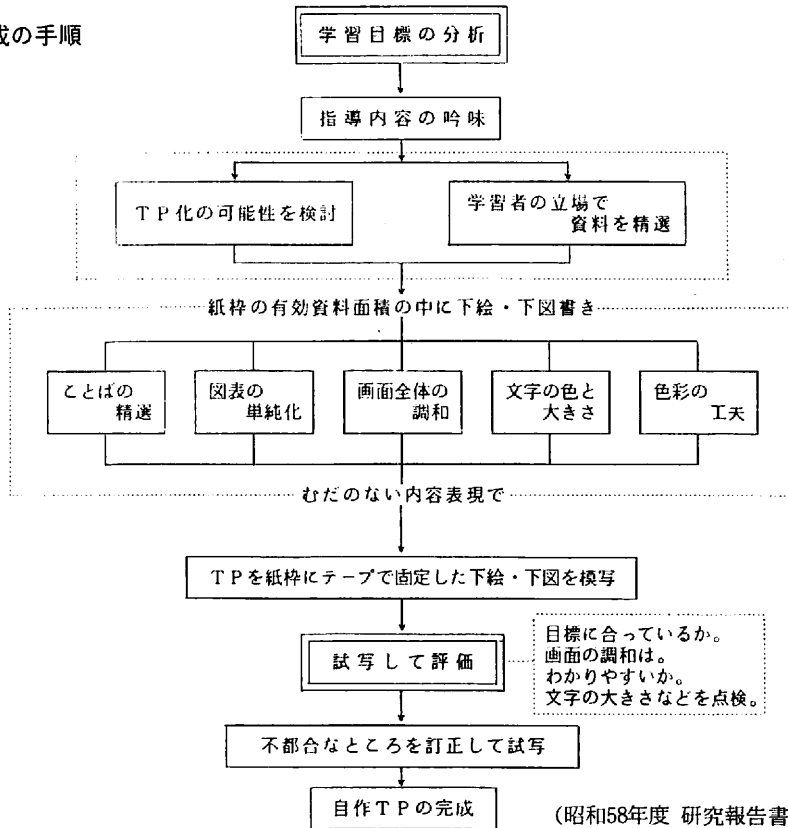 成の手順
学習目標の分析
指導内容の吟味
TP化の可能性を検討
学習者の立場で
資料を精選
紙枠の有効資料面積の中に下絵・下図書き
ことばの
精選
図表の
単純化
画面全体の
調和
文字の色と
大きさ
色彩の
工天
むだのない内容表現で
TPを紙枠にテープで固定した下絵・下図を模写
試写して評価
目標に合っているか。
画面の調和は。
わかりやすいか。
文字の大きさなどを点検。
不都合なところを訂正して試写
自作TPの完成
(昭和58年度 研究報告書